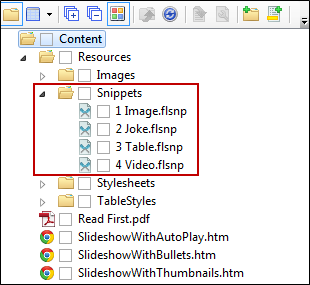 Content
Resources
Images
Snippets
1 Image.flsnp
2 Joke.flsnp
3 Table.flsnp
4 Video.flsnp
Stylesheets
TableStyles
Read First.pdf
SlideshowWithAutoPlay.htm
SlideshowWithBullets.htm
SlideshowWithThumbnails.htm